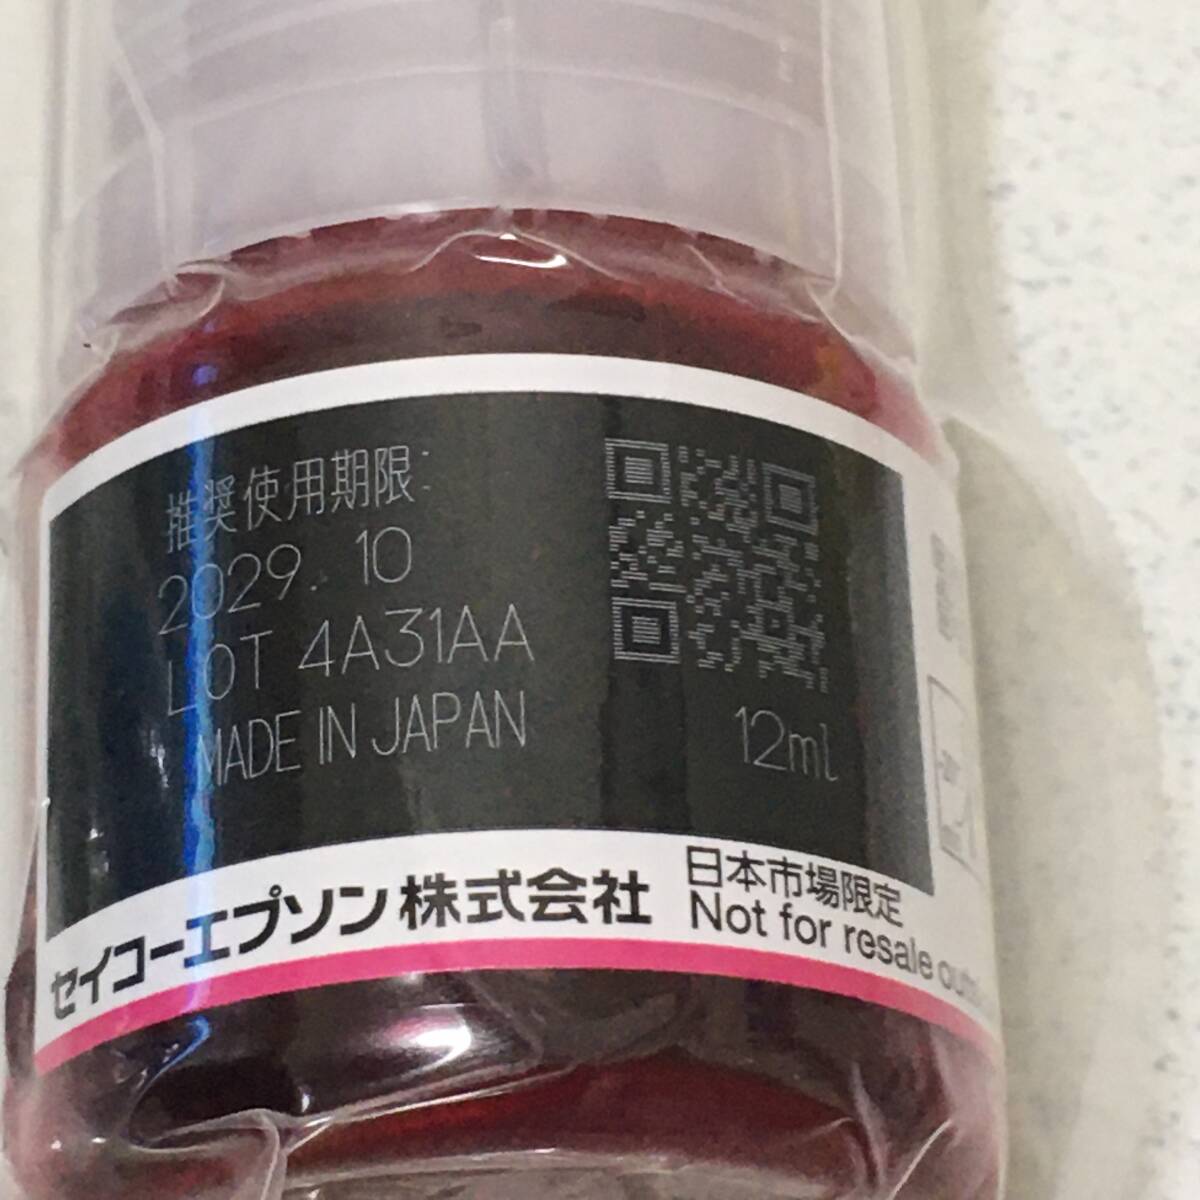 推奨使用期限:
2029. 10
LOT 4A31AA
MADE IN JAPAN
12ml
セイコーエプソン株式会社
日本市場限定
Not for resale